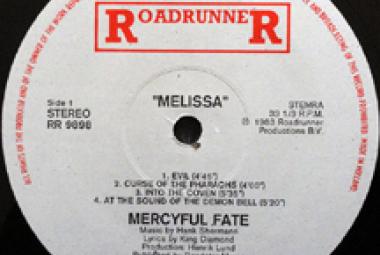 ROADRUNNER
Side 1
STEREO
RR 9898
"MELISSA"
STEMRA
33 1/3 R.P.M.
℗ 1983 Roadrunner
Productions B.V.
1. EVIL (4'45")
2. CURSE OF THE PHARAOHS (4'00")
3. INTO THE COVEN (5'35")
4. AT THE SOUND OF THE DEMON BELL (5'20")
MERCYFUL FATE
Music by Hank Shermann
Lyrics by King Diamond
Production: Henrik Lund